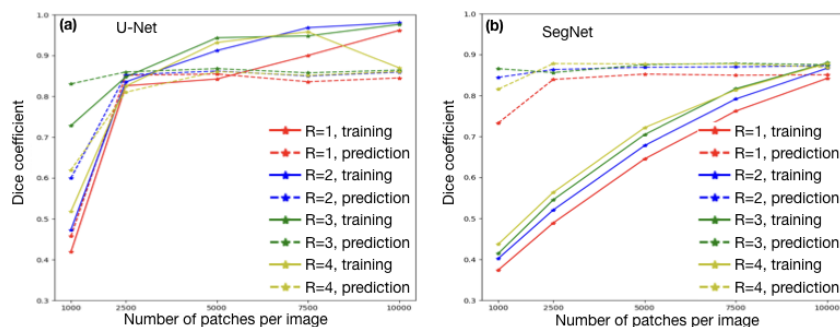 (a)
U-Net
Dice coefficient
1.0
0.9
0.8
0.7
0.6
0.5
0.4
0.3
R=1, training
R=1, prediction
R=2, training
R=2, prediction
R=3, training
R=3, prediction
R=4, training
R=4, prediction
1000 2500 5000 7500 10000
Number of patches per image
(b)
SegNet
Dice coefficient
1.0
0.9
0.8
0.7
0.6
0.5
0.4
0.3
R=1, training
R=1, prediction
R=2, training
R=2, prediction
R=3, training
R=3, prediction
R=4, training
R=4, prediction
1000 2500 5000 7500 10000
Number of patches per image